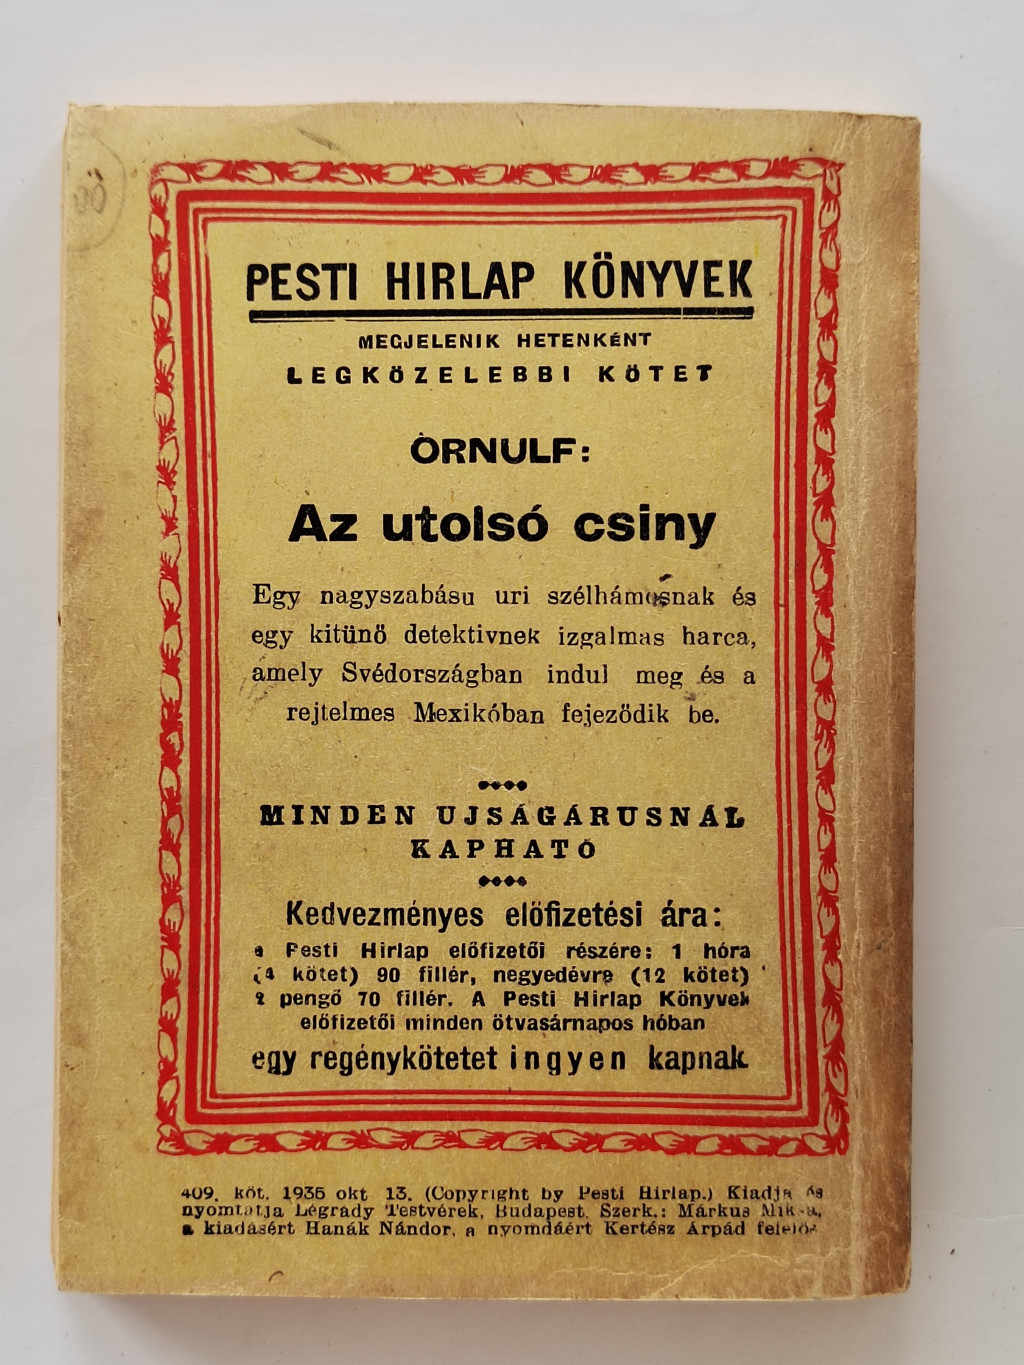 PESTI HIRLAP KÖNYVEK
MEGJELENIK HETENKÉNT
LEGKÖZELEBBI KÖTET
ÖRNULF:
Az utolsó csiny
Egy nagyszabásu uri szélhámosnak és
egy kitünő detektivnek izgalmas harca,
amely Svédországban indul meg és a
rejtelmes Mexikóban fejeződik be.
MINDEN UJSÁGÁRUSNÁL
KAPHATÓ
Kedvezményes előfizetési ára:
a Pesti Hirlap előfizetői részére: 1 hóra
(4 kötet) 90 fillér, negyedévre (12 kötet)
2 pengő 70 fillér. A Pesti Hirlap Könyvek
előfizetői minden ötvasárnapos hóban
egy regénykötetet ingyen kapnak
409. köt. okt 13. (Copyright by Pesti Hirlap.) Kiadja és
nyomtatja Légrády Testvérek, Budapest. Szerk.: Márkus Miksa,
a kiadásért Hanák Nándor, a nyomdáért Kertész Árpád felelős